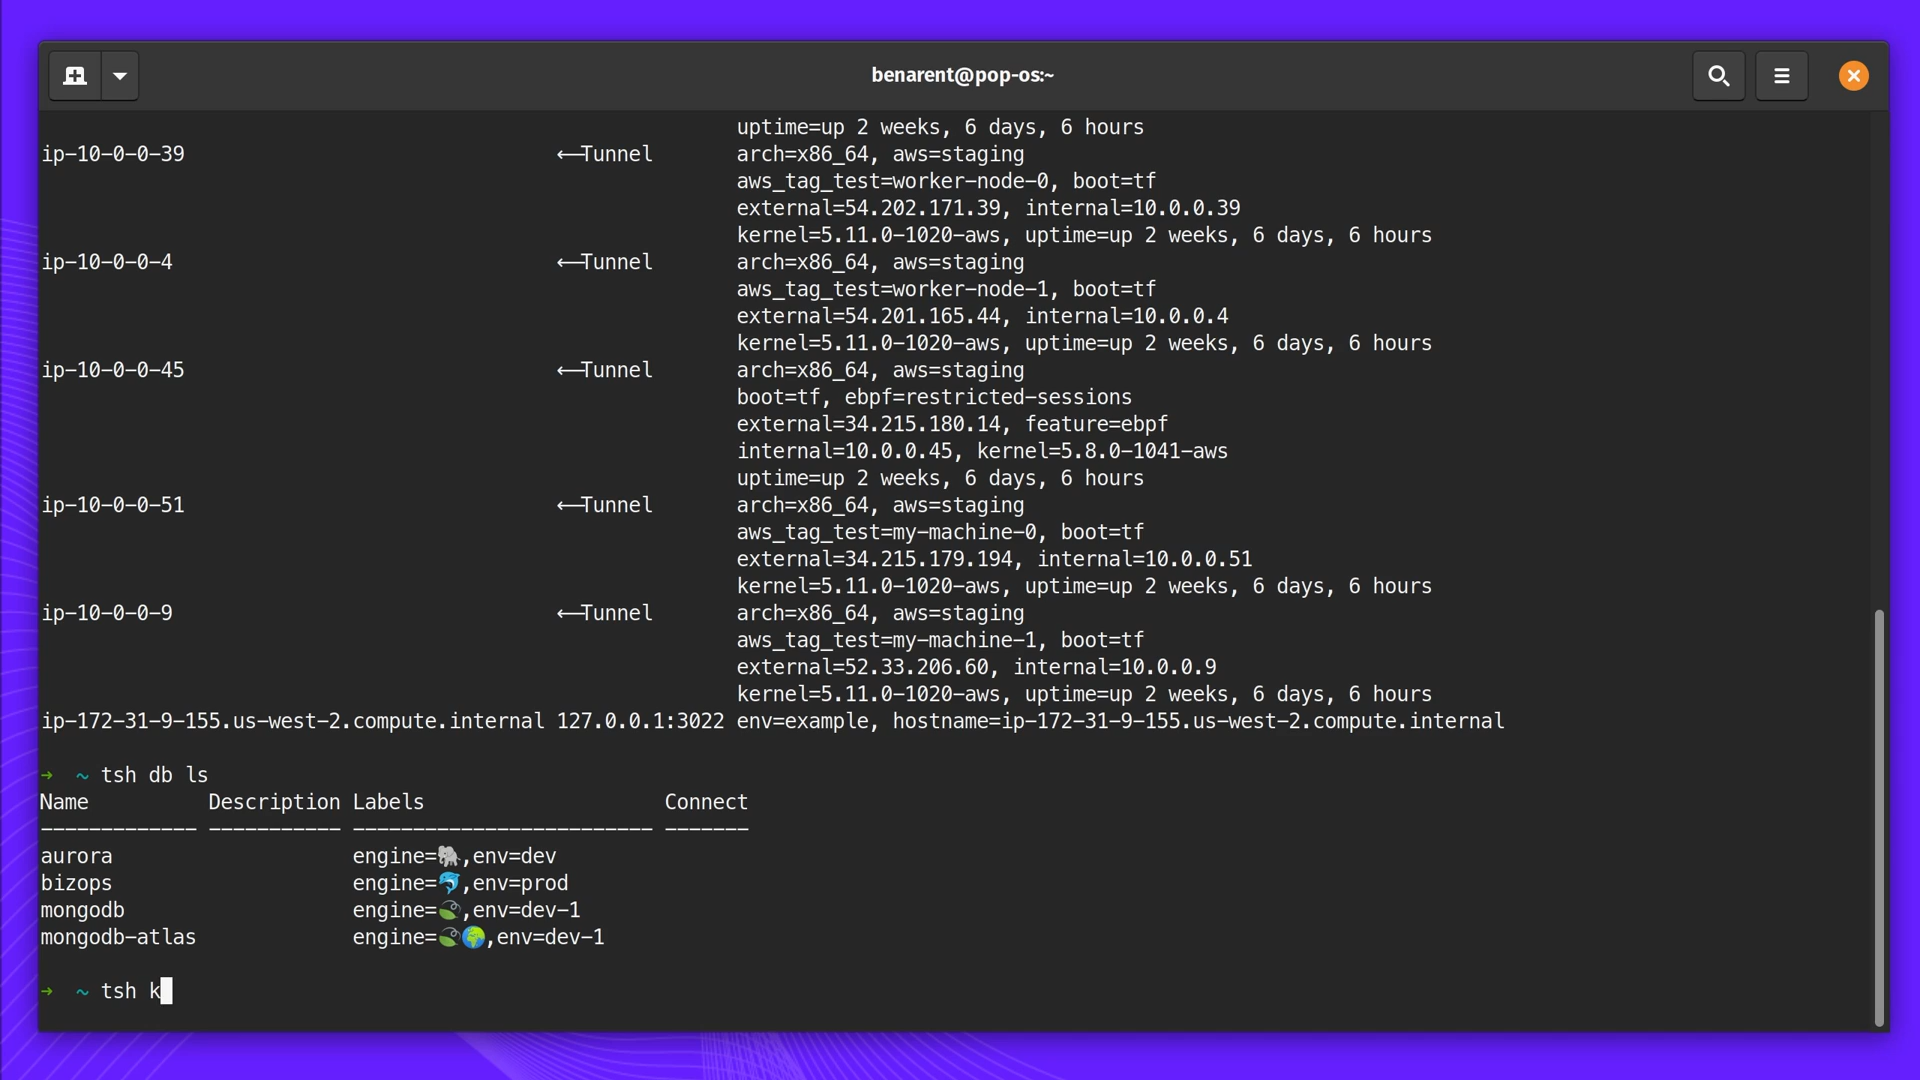 benarent@pop-os:~
uptime=up 2 weeks, 6 days, 6 hours
ip-10-0-0-39 ⟵Tunnel arch=x86_64, aws=staging
aws_tag_test=worker-node-0, boot=tf
external=54.202.171.39, internal=10.0.0.39
kernel=5.11.0-1020-aws, uptime=up 2 weeks, 6 days, 6 hours
ip-10-0-0-4 ⟵Tunnel arch=x86_64, aws=staging
aws_tag_test=worker-node-1, boot=tf
external=54.201.165.44, internal=10.0.0.4
kernel=5.11.0-1020-aws, uptime=up 2 weeks, 6 days, 6 hours
ip-10-0-0-45 ⟵Tunnel arch=x86_64, aws=staging
boot=tf, ebpf=restricted-sessions
external=34.215.180.14, feature=ebpf
internal=10.0.0.45, kernel=5.8.0-1041-aws
uptime=up 2 weeks, 6 days, 6 hours
ip-10-0-0-51 ⟵Tunnel arch=x86_64, aws=staging
aws_tag_test=my-machine-0, boot=tf
external=34.215.179.194, internal=10.0.0.51
kernel=5.11.0-1020-aws, uptime=up 2 weeks, 6 days, 6 hours
ip-10-0-0-9 ⟵Tunnel arch=x86_64, aws=staging
aws_tag_test=my-machine-1, boot=tf
external=52.33.206.60, internal=10.0.0.9
kernel=5.11.0-1020-aws, uptime=up 2 weeks, 6 days, 6 hours
ip-172-31-9-155.us-west-2.compute.internal 127.0.0.1:3022 env=example, hostname=ip-172-31-9-155.us-west-2.compute.internal
➜ ~ tsh db ls
Name Description Labels Connect
------------- ----------- ------------------------- -------
aurora engine=🐘,env=dev
bizops engine=🐬,env=prod
mongodb engine=🍃,env=dev-1
mongodb-atlas engine=🍃🌍,env=dev-1
➜ ~ tsh k